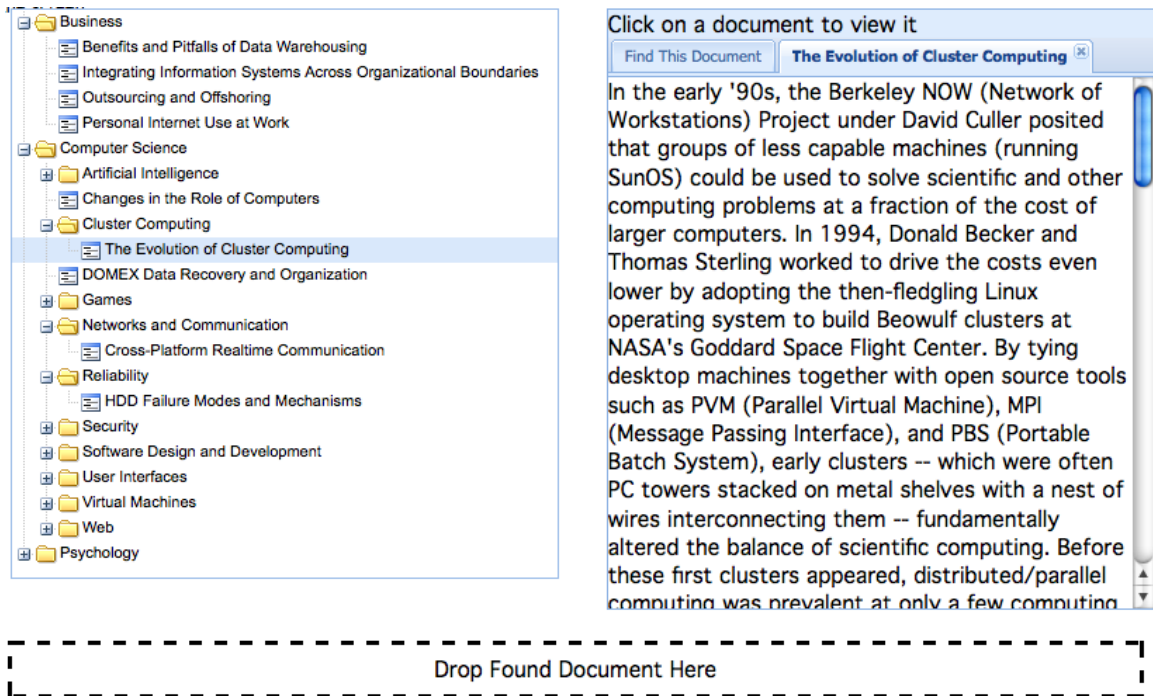 Business
Benefits and Pitfalls of Data Warehousing
Integrating Information Systems Across Organizational Boundaries
Outsourcing and Offshoring
Personal Internet Use at Work
Computer Science
Artificial Intelligence
Changes in the Role of Computers
Cluster Computing
The Evolution of Cluster Computing
DOMEX Data Recovery and Organization
Games
Networks and Communication
Cross-Platform Realtime Communication
Reliability
HDD Failure Modes and Mechanisms
Security
Software Design and Development
User Interfaces
Virtual Machines
Web
Psychology
Click on a document to view it
Find This Document The Evolution of Cluster Computing
In the early '90s, the Berkeley NOW (Network of
Workstations) Project under David Culler posited
that groups of less capable machines (running
SunOS) could be used to solve scientific and other
computing problems at a fraction of the cost of
larger computers. In 1994, Donald Becker and
Thomas Sterling worked to drive the costs even
lower by adopting the then-fledgling Linux
operating system to build Beowulf clusters at
NASA's Goddard Space Flight Center. By tying
desktop machines together with open source tools
such as PVM (Parallel Virtual Machine), MPI
(Message Passing Interface), and PBS (Portable
Batch System), early clusters -- which were often
PC towers stacked on metal shelves with a nest of
wires interconnecting them -- fundamentally
altered the balance of scientific computing. Before
these first clusters appeared, distributed/parallel
computing was prevalent at only a few computing
Drop Found Document Here